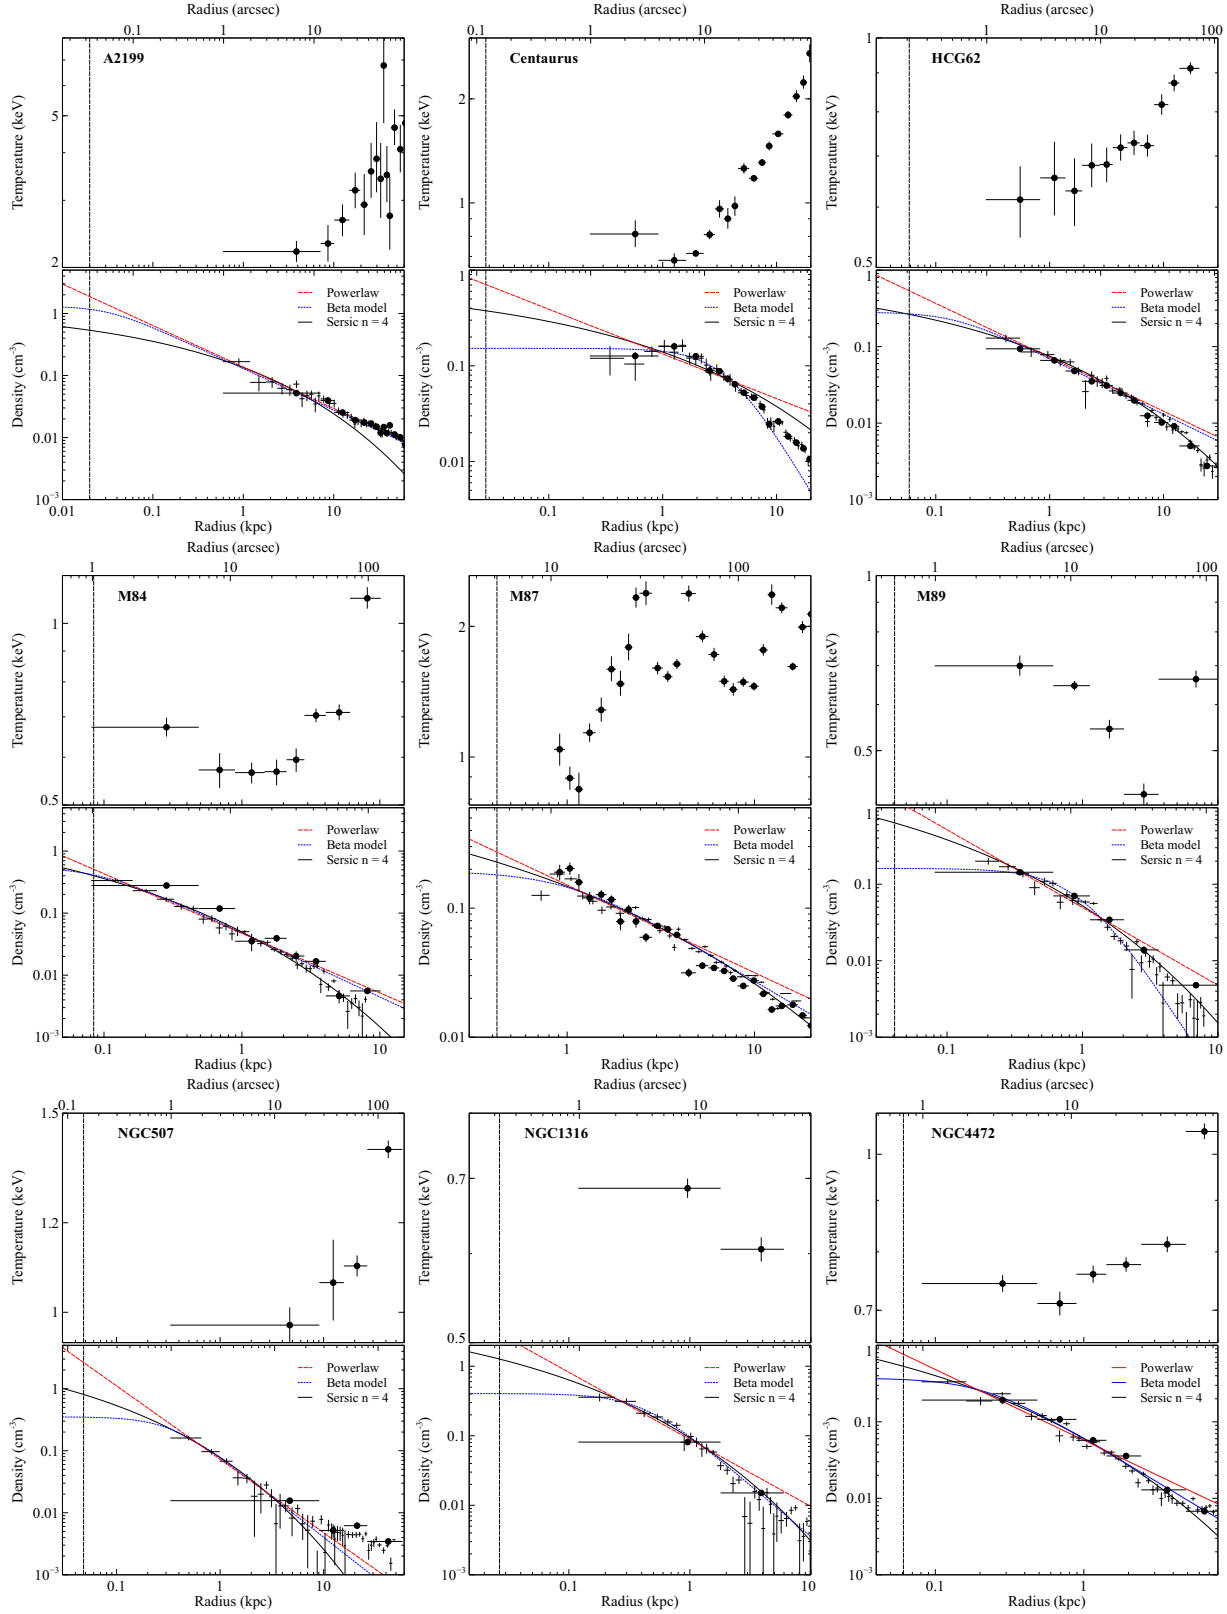 Radius (arcsec) Radius (arcsec) Radius (arcsec)
0.1 1 10 0.1 1 10 100 1 10 100
A2199 Centaurus HCG62
Temperature (keV) Temperature (keV) Temperature (keV)
5 2 1
2 1 0.5
Powerlaw Powerlaw Powerlaw
Beta model Beta model Beta model
Sersic n = 4 Sersic n = 4 Sersic n = 4
Density (cm⁻³) Density (cm⁻³) Density (cm⁻³)
1 1 1
0.1 0.1 0.1
0.01 0.01 0.01
10⁻³ 10⁻³
0.01 0.1 1 10 0.1 1 10 0.1 1 10
Radius (kpc) Radius (kpc) Radius (kpc)
Radius (arcsec) Radius (arcsec) Radius (arcsec)
1 10 100 10 100 1 10 100
M84 M87 M89
Temperature (keV) Temperature (keV) Temperature (keV)
1 2 1
0.5 1 0.5
Powerlaw Powerlaw Powerlaw
Beta model Beta model Beta model
Sersic n = 4 Sersic n = 4 Sersic n = 4
Density (cm⁻³) Density (cm⁻³) Density (cm⁻³)
1 0.1 1
0.1 0.01 0.1
0.01 0.01
10⁻³ 10⁻³
0.1 1 10 1 10 0.1 1 10
Radius (kpc) Radius (kpc) Radius (kpc)
Radius (arcsec) Radius (arcsec) Radius (arcsec)
0.1 1 10 100 1 10 100 1 10
NGC507 NGC1316 NGC4472
Temperature (keV) Temperature (keV) Temperature (keV)
1.5 0.7 1
1.2 0.5 0.7
1
Powerlaw Powerlaw Powerlaw
Beta model Beta model Beta model
Sersic n = 4 Sersic n = 4 Sersic n = 4
Density (cm⁻³) Density (cm⁻³) Density (cm⁻³)
1 1 1
0.1 0.1 0.1
0.01 0.01 0.01
10⁻³ 10⁻³ 10⁻³
0.1 1 10 0.1 1 10 0.1 1
Radius (kpc) Radius (kpc) Radius (kpc)